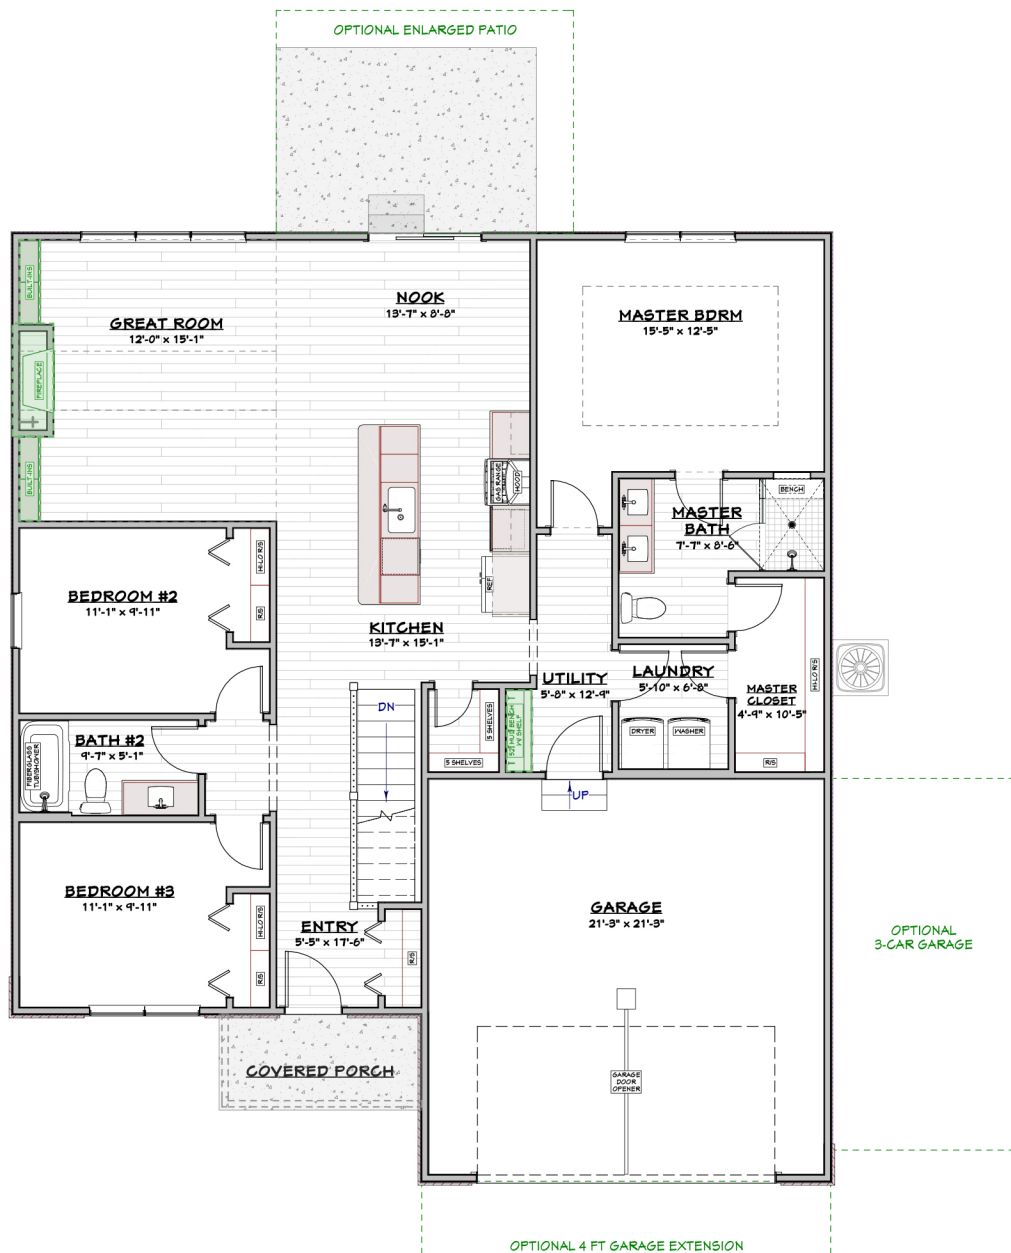 OPTIONAL ENLARGED PATIO
BUILT-INS
GREAT ROOM
12'-0" x 15'-1"
NOOK
13'-7" x 8'-8"
MASTER BDRM
15'-5" x 12'-5"
FIREPLACE
BUILT-INS
GAS RANGE
HOOD
BENCH
MASTER
BATH
7'-7" x 8'-6"
BEDROOM #2
11'-1" x 9'-11"
HI-LO R/S
R/S
REF
KITCHEN
13'-7" x 15'-1"
UTILITY
5'-8" x 12'-9"
LAUNDRY
5'-10" x 6'-8"
MASTER
CLOSET
4'-9" x 10'-5"
HI-LO R/S
R/S
DN
5 SHELVES
5 SHELVES
MUD BENCH
W/ SHELF
DRYER
WASHER
BATH #2
9'-7" x 5'-1"
FIBERGLASS
TUB/SHOWER
UP
BEDROOM #3
11'-1" x 9'-11"
HI-LO R/S
R/S
ENTRY
5'-5" x 17'-6"
R/S
GARAGE
21'-3" x 21'-3"
OPTIONAL
3-CAR GARAGE
COVERED PORCH
GARAGE
DOOR
OPENER
OPTIONAL 4 FT GARAGE EXTENSION